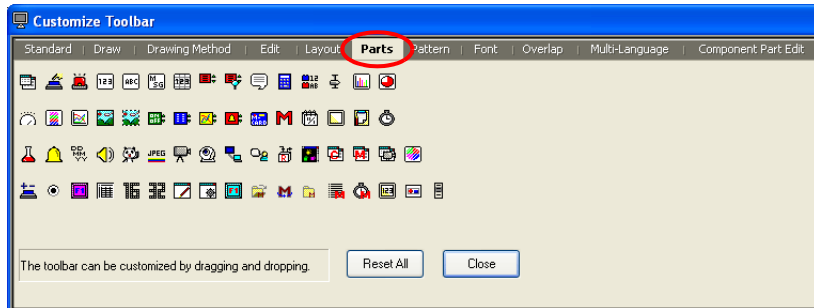 Customize Toolbar
Standard | Draw | Drawing Method | Edit | Layout Parts Pattern | Font | Overlap | Multi-Language | Component Part Edit
The toolbar can be customized by dragging and dropping.
Reset All
Close